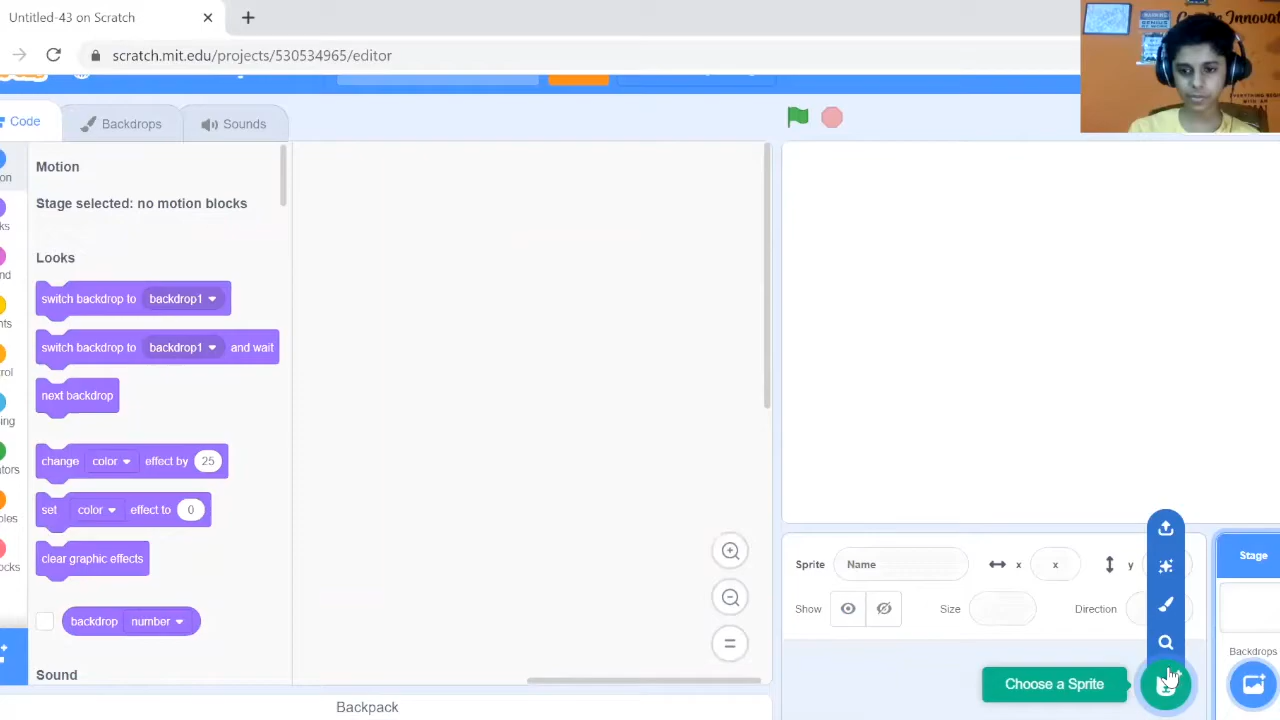 Untitled-43 on Scratch
scratch.mit.edu/projects/530534965/editor
Code
Backdrops
Sounds
Motion
Stage selected: no motion blocks
Looks
switch backdrop to backdrop1
switch backdrop to backdrop1 and wait
next backdrop
change color effect by 25
set color effect to 0
clear graphic effects
backdrop number
Sound
Backpack
Sprite Name x x y
Show Size Direction
Choose a Sprite
Stage
Backdrops